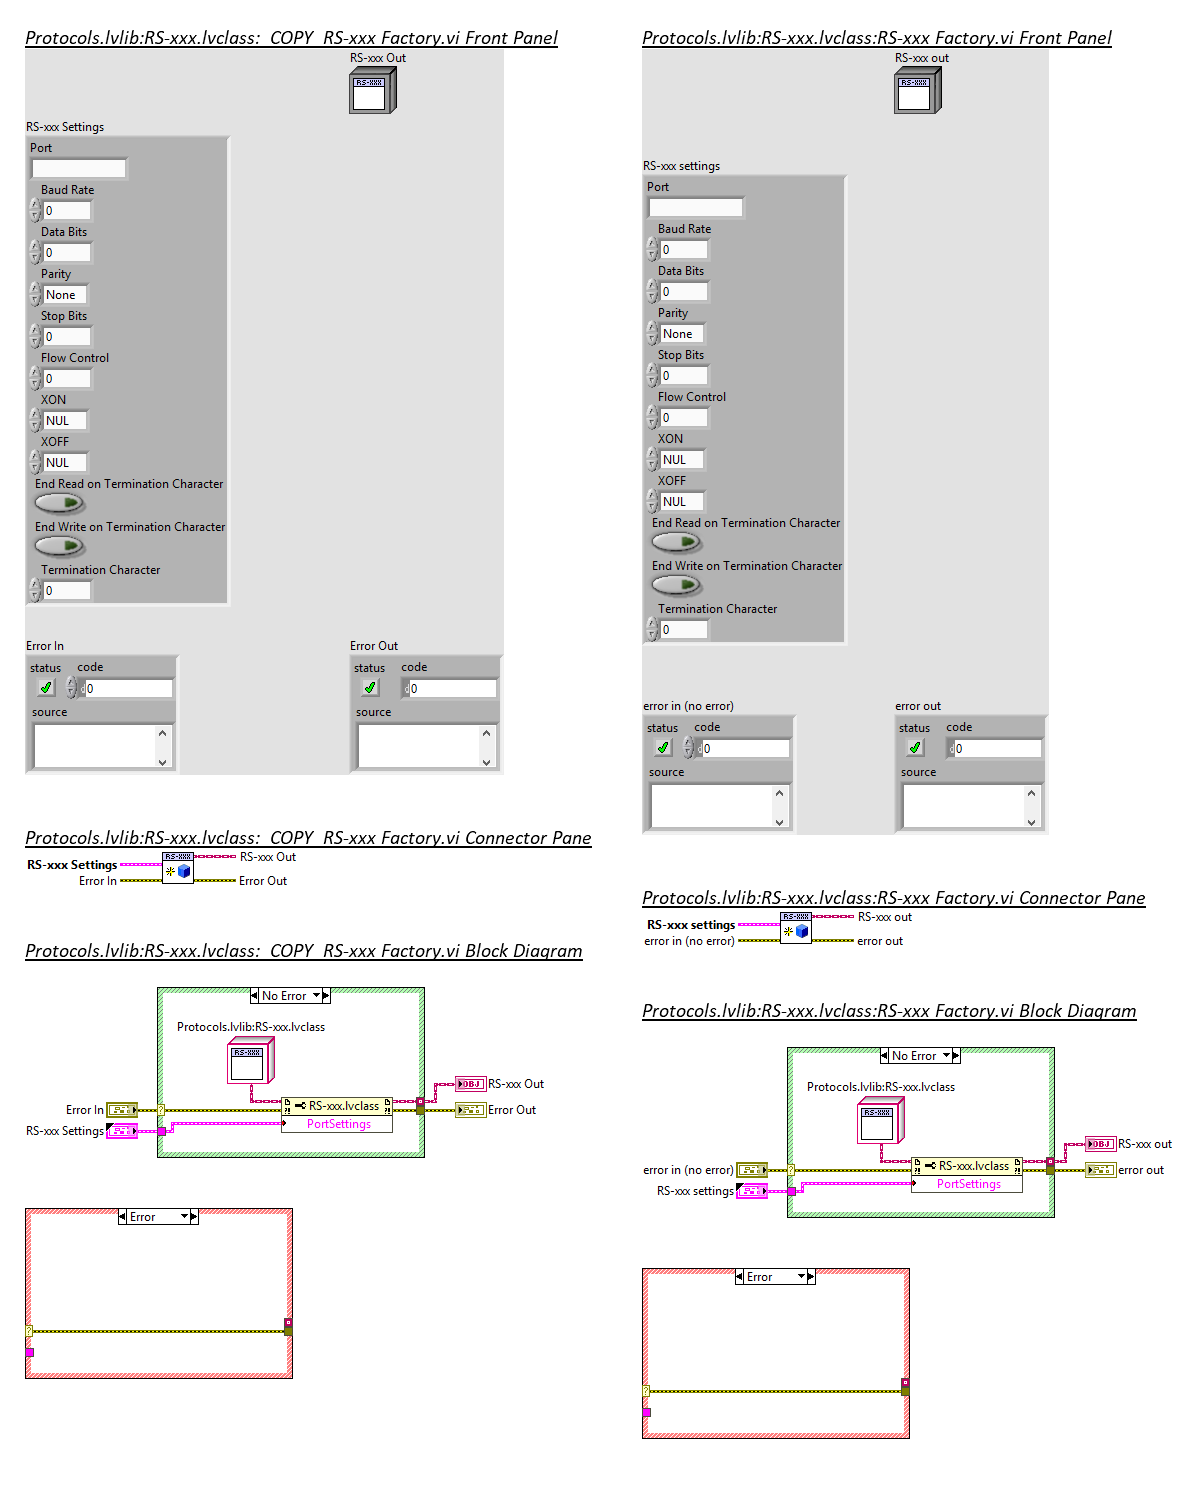 Protocols.lvlib:RS-xxx.lvclass:_COPY_RS-xxx Factory.vi Front Panel
RS-xxx Out
RS-XXX
RS-xxx Settings
Port
Baud Rate
0
Data Bits
0
Parity
None
Stop Bits
0
Flow Control
0
XON
NUL
XOFF
NUL
End Read on Termination Character
End Write on Termination Character
Termination Character
0
Error In
status code
d0
source
Error Out
status code
d0
source
Protocols.lvlib:RS-xxx.lvclass:_COPY_RS-xxx Factory.vi Connector Pane
RS-XXX
RS-xxx Settings
RS-xxx Out
Error In
Error Out
Protocols.lvlib:RS-xxx.lvclass:_COPY_RS-xxx Factory.vi Block Diagram
No Error
Protocols.lvlib:RS-xxx.lvclass
RS-XXX
OBJ
RS-xxx Out
Error In
?
?!
RS-xxx.lvclass
?!
Error Out
RS-xxx Settings
PortSettings
Error
?
Protocols.lvlib:RS-xxx.lvclass:RS-xxx Factory.vi Front Panel
RS-xxx out
RS-XXX
RS-xxx settings
Port
Baud Rate
0
Data Bits
0
Parity
None
Stop Bits
0
Flow Control
0
XON
NUL
XOFF
NUL
End Read on Termination Character
End Write on Termination Character
Termination Character
0
error in (no error)
status code
d0
source
error out
status code
d0
source
Protocols.lvlib:RS-xxx.lvclass:RS-xxx Factory.vi Connector Pane
RS-XXX
RS-xxx settings
RS-xxx out
error in (no error)
error out
Protocols.lvlib:RS-xxx.lvclass:RS-xxx Factory.vi Block Diagram
No Error
Protocols.lvlib:RS-xxx.lvclass
RS-XXX
OBJ
RS-xxx out
error in (no error)
?
?!
RS-xxx.lvclass
?!
error out
RS-xxx settings
PortSettings
Error
?